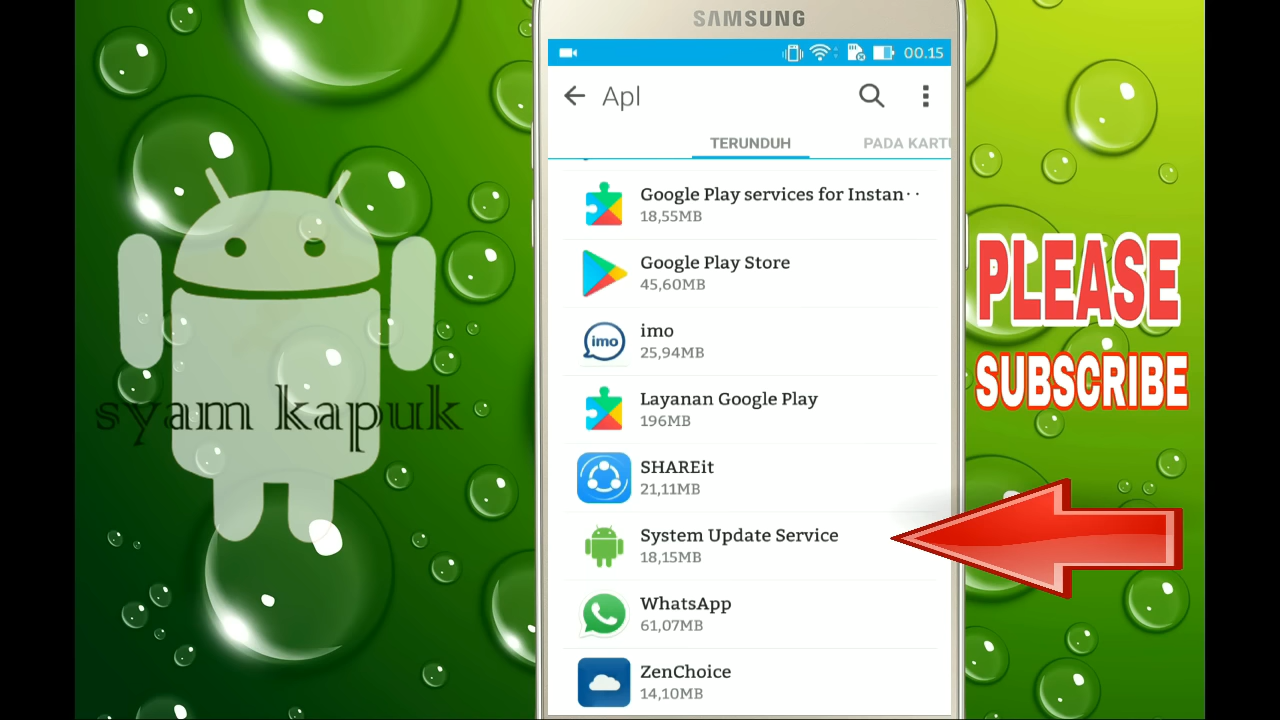 SAMSUNG
00.15
Apl
TERUNDUH
PADA KARTU
Google Play services for Instan··
18,55MB
Google Play Store
45,60MB
imo
imo
25,94MB
Layanan Google Play
196MB
SHAREit
21,11MB
System Update Service
18,15MB
WhatsApp
61,07MB
ZenChoice
14,10MB
syam kapuk
PLEASE
SUBSCRIBE